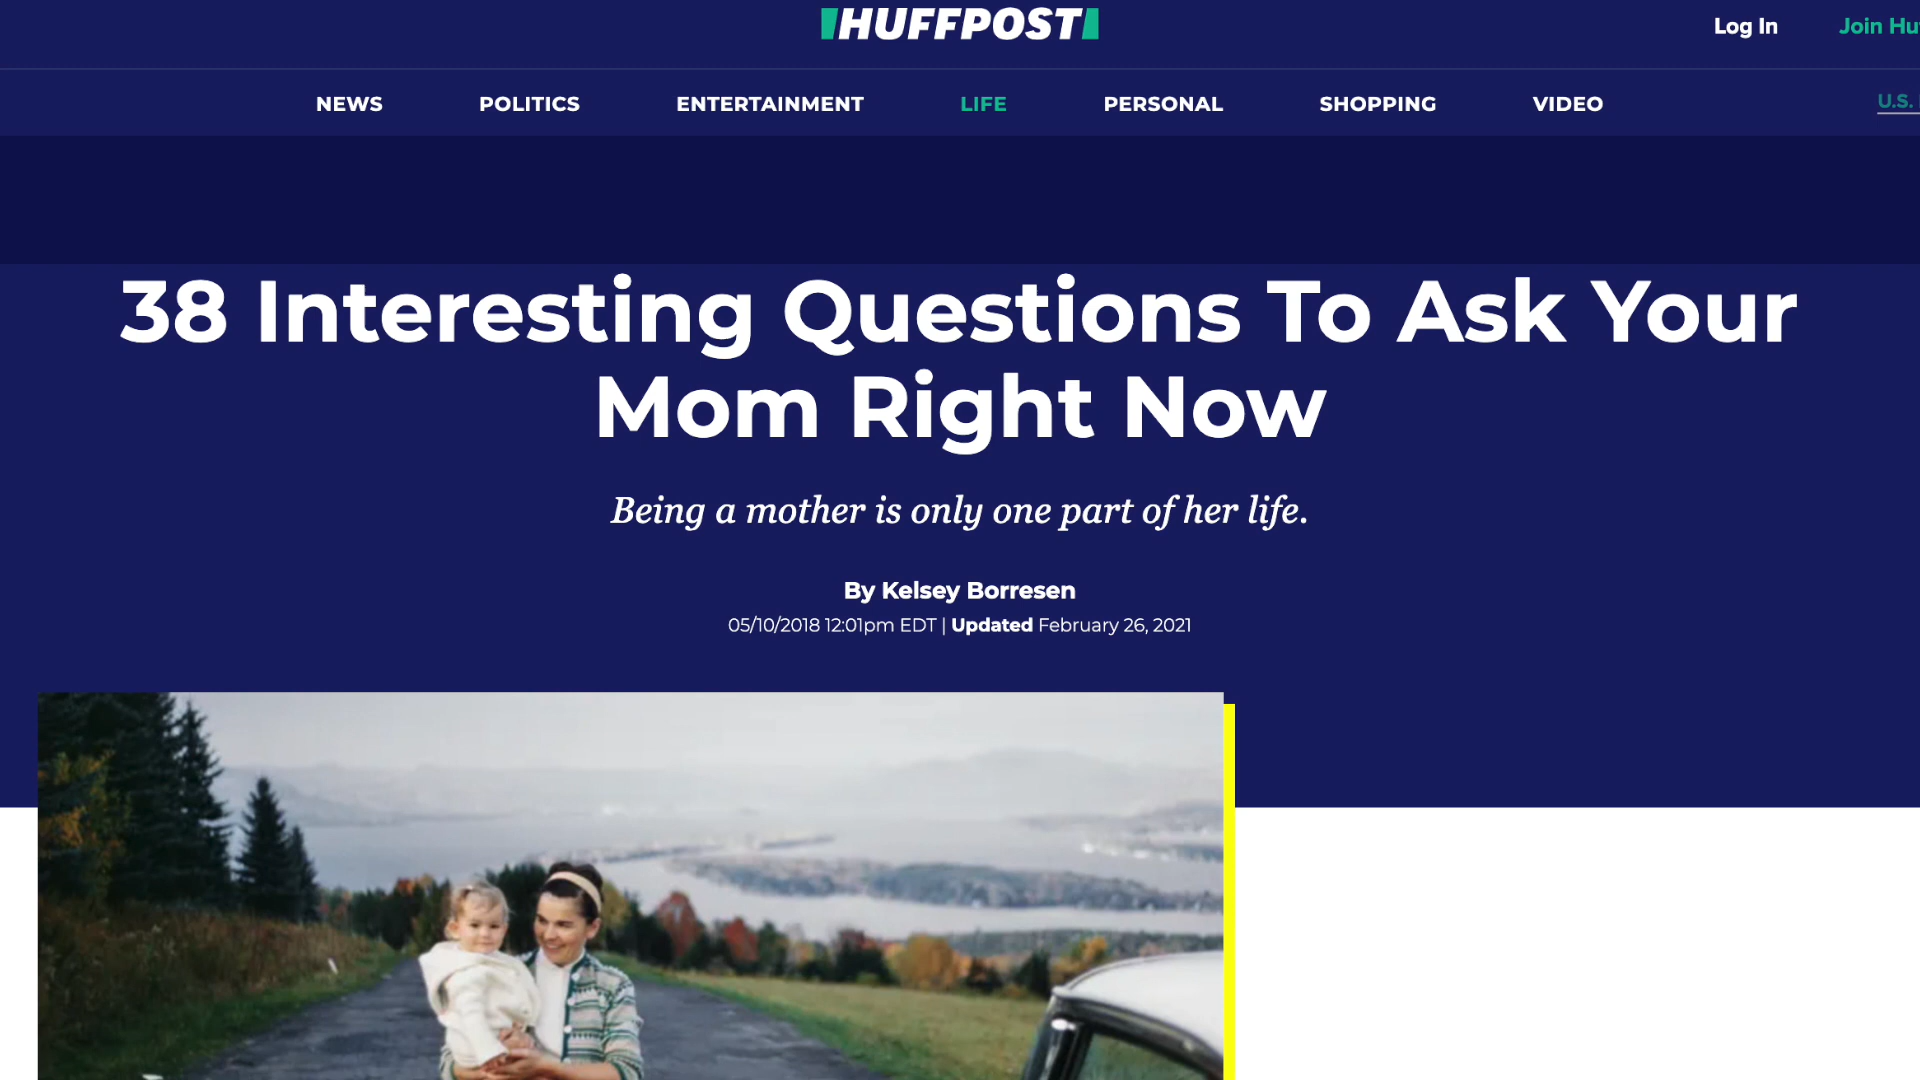 HUFFPOST
Log In
Join Hu
NEWS POLITICS ENTERTAINMENT LIFE PERSONAL SHOPPING VIDEO
U.S.
38 Interesting Questions To Ask Your
Mom Right Now
Being a mother is only one part of her life.
By Kelsey Borresen
05/10/2018 12:01pm EDT | Updated February 26, 2021